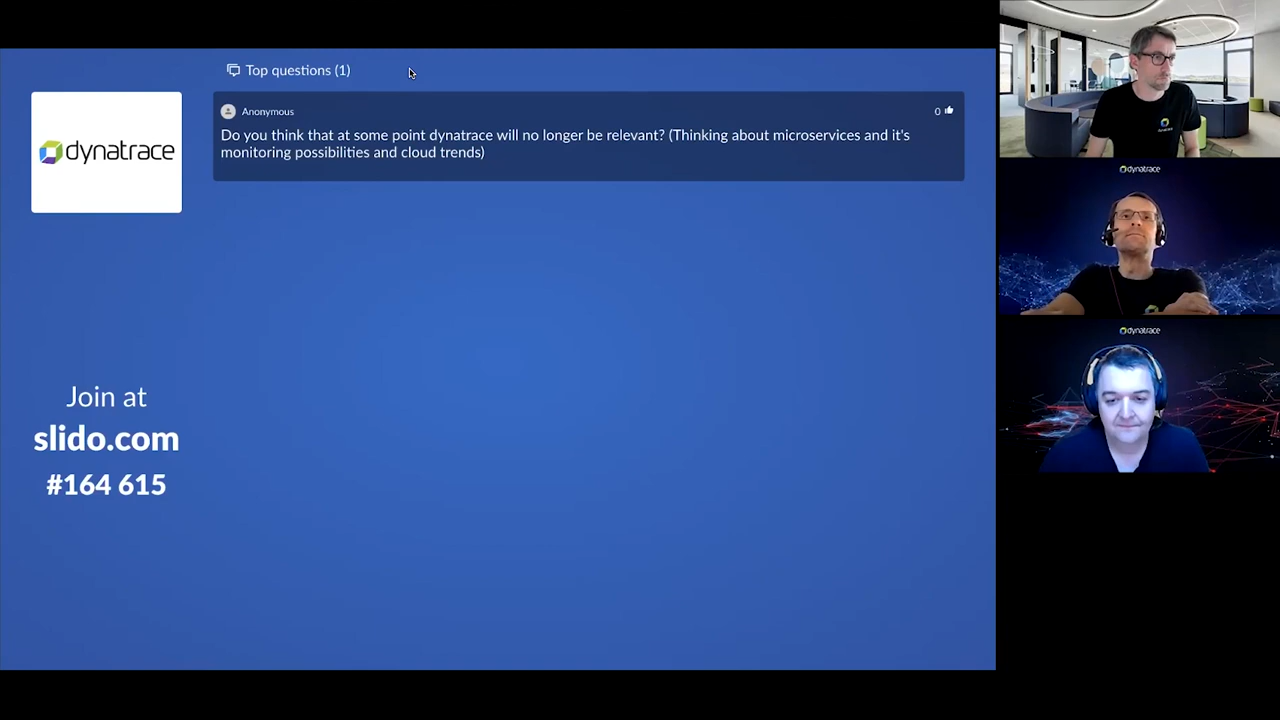 Top questions (1)
dynatrace
Anonymous
0
Do you think that at some point dynatrace will no longer be relevant? (Thinking about microservices and it's
monitoring possibilities and cloud trends)
Join at
slido.com
#164 615
dynatrace
dynatrace